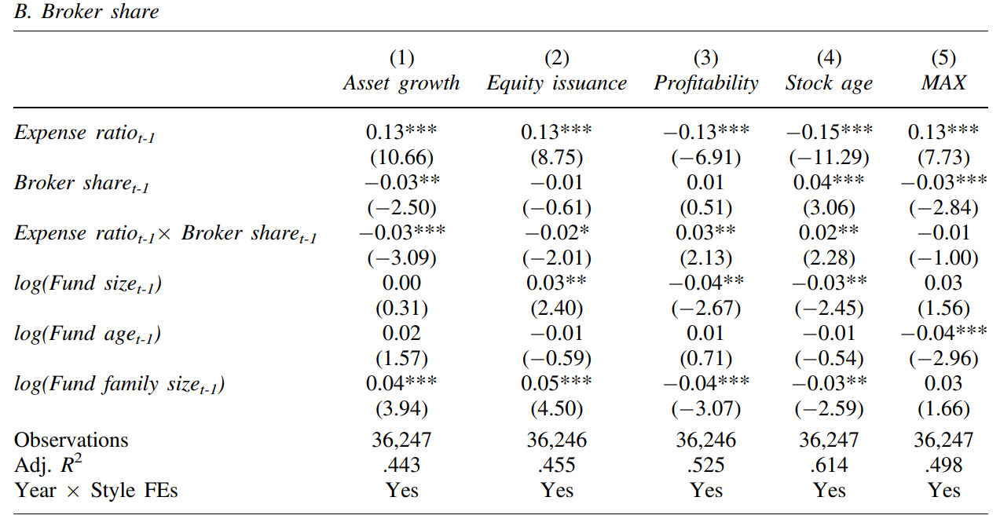 B. Broker share
(1) (2) (3) (4) (5)
Asset growth Equity issuance Profitability Stock age MAX
Expense ratio_{t-1} 0.13*** 0.13*** −0.13*** −0.15*** 0.13***
(10.66) (8.75) (−6.91) (−11.29) (7.73)
Broker share_{t-1} −0.03** −0.01 0.01 0.04*** −0.03***
(−2.50) (−0.61) (0.51) (3.06) (−2.84)
Expense ratio_{t-1}× Broker share_{t-1} −0.03*** −0.02* 0.03** 0.02** −0.01
(−3.09) (−2.01) (2.13) (2.28) (−1.00)
log(Fund size_{t-1}) 0.00 0.03** −0.04** −0.03** 0.03
(0.31) (2.40) (−2.67) (−2.45) (1.56)
log(Fund age_{t-1}) 0.02 −0.01 0.01 −0.01 −0.04***
(1.57) (−0.59) (0.71) (−0.54) (−2.96)
log(Fund family size_{t-1}) 0.04*** 0.05*** −0.04*** −0.03** 0.03
(3.94) (4.50) (−3.07) (−2.59) (1.66)
Observations 36,247 36,246 36,246 36,247 36,247
Adj. R² .443 .455 .525 .614 .498
Year × Style FEs Yes Yes Yes Yes Yes